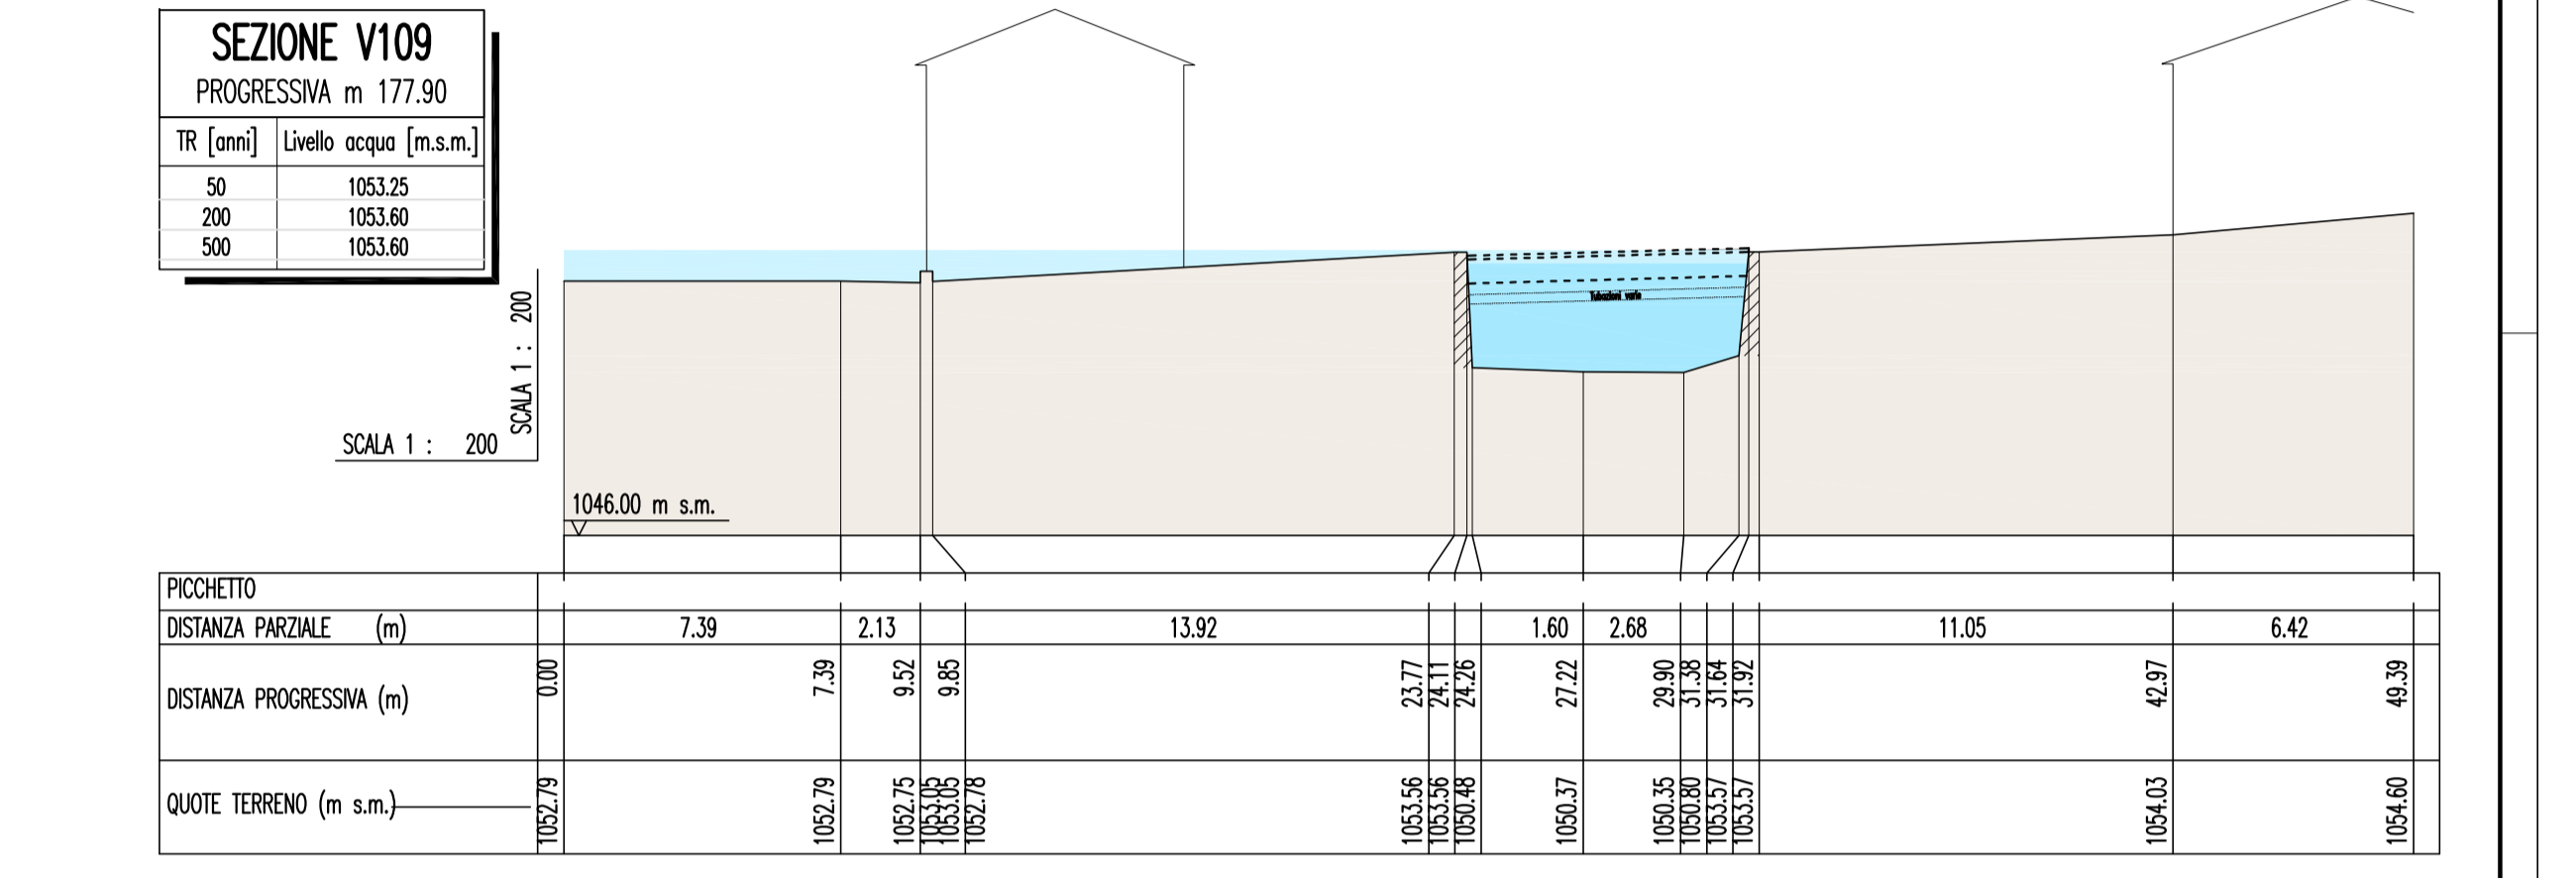 SEZIONE V109
PROGRESSIVA m 177.90
TR [anni] Livello acqua [m.s.m.]
50 1053.25
200 1053.60
500 1053.60
SCALA 1 : 200
SCALA 1 : 200
Tubazioni varie
1046.00 m s.m.
PICCHETTO
DISTANZA PARZIALE (m) 7.39 2.13 13.92 1.60 2.68 11.05 6.42
DISTANZA PROGRESSIVA (m) 0.00 7.39 9.52 9.85 23.77 24.11 24.26 27.22 29.90 31.38 31.64 31.92 42.97 49.39
QUOTE TERRENO (m s.m.) 1052.79 1052.79 1052.75 1053.05 1053.05 1052.78 1053.56 1053.56 1050.48 1050.37 1050.35 1050.80 1053.57 1053.57 1054.03 1054.60